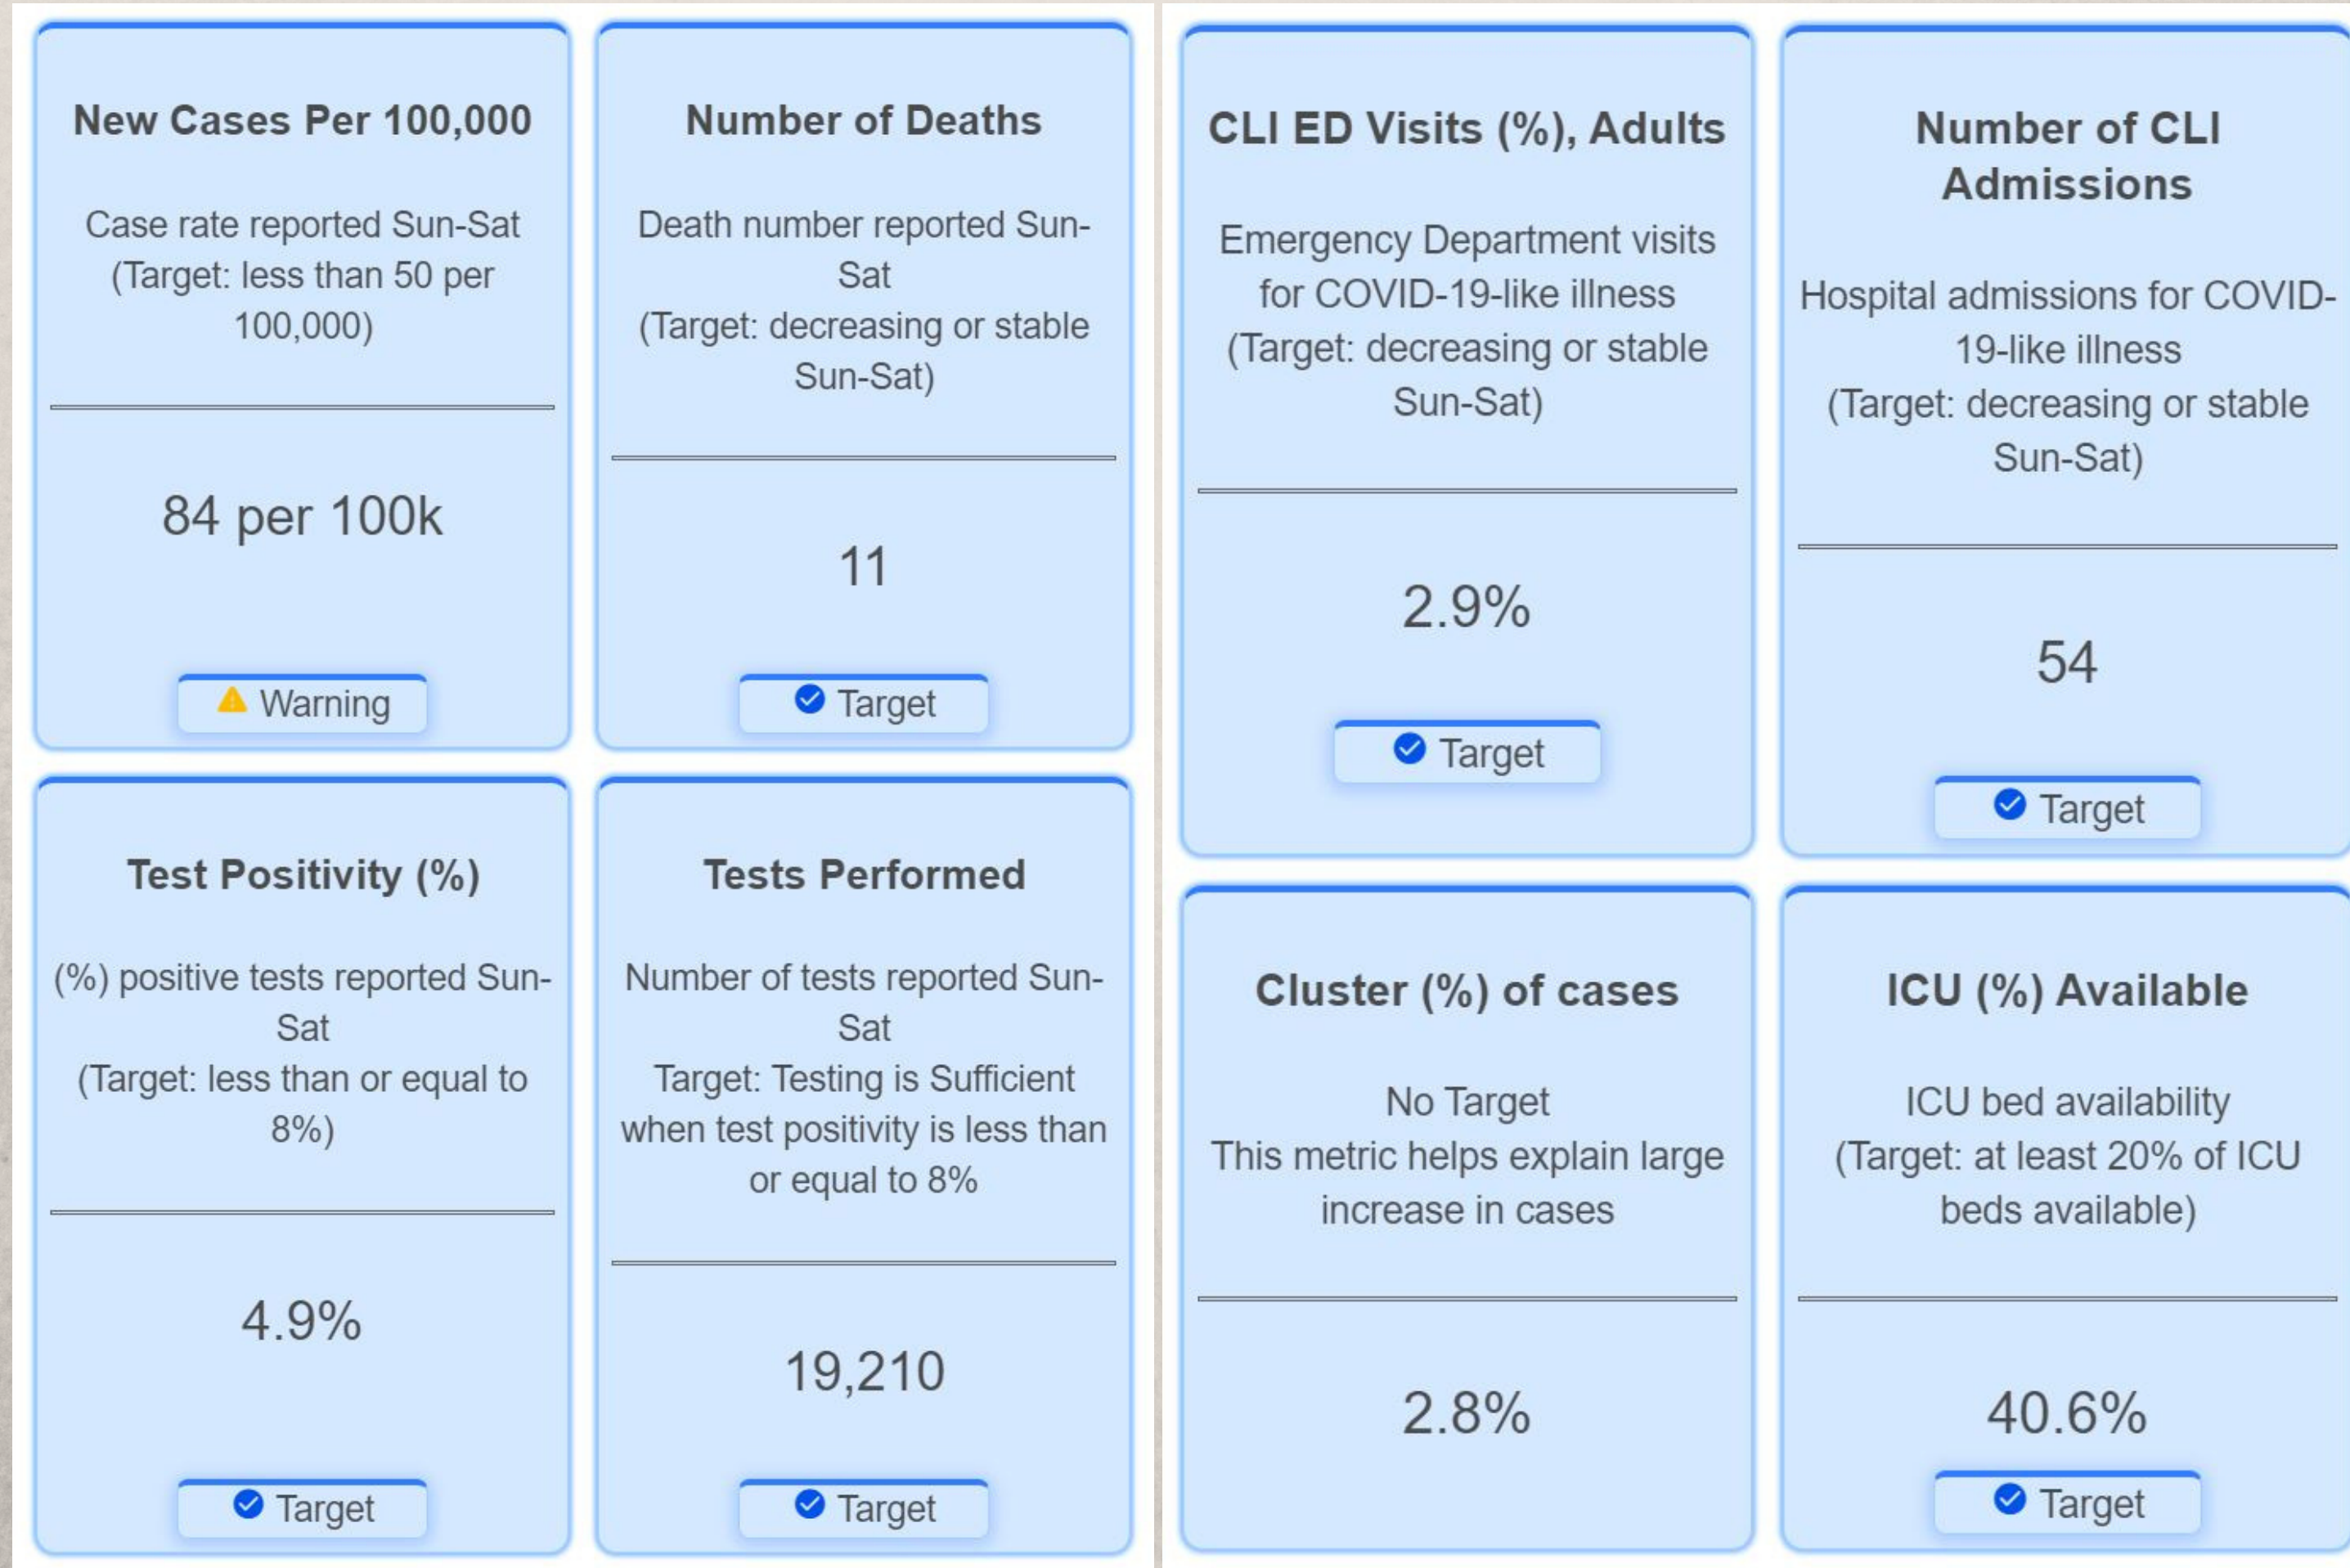 New Cases Per 100,000
Case rate reported Sun-Sat
(Target: less than 50 per
100,000)
84 per 100k
Warning
Number of Deaths
Death number reported Sun-
Sat
(Target: decreasing or stable
Sun-Sat)
11
Target
CLI ED Visits (%), Adults
Emergency Department visits
for COVID-19-like illness
(Target: decreasing or stable
Sun-Sat)
2.9%
Target
Number of CLI
Admissions
Hospital admissions for COVID-
19-like illness
(Target: decreasing or stable
Sun-Sat)
54
Target
Test Positivity (%)
(%) positive tests reported Sun-
Sat
(Target: less than or equal to
8%)
4.9%
Target
Tests Performed
Number of tests reported Sun-
Sat
Target: Testing is Sufficient
when test positivity is less than
or equal to 8%
19,210
Target
Cluster (%) of cases
No Target
This metric helps explain large
increase in cases
2.8%
ICU (%) Available
ICU bed availability
(Target: at least 20% of ICU
beds available)
40.6%
Target